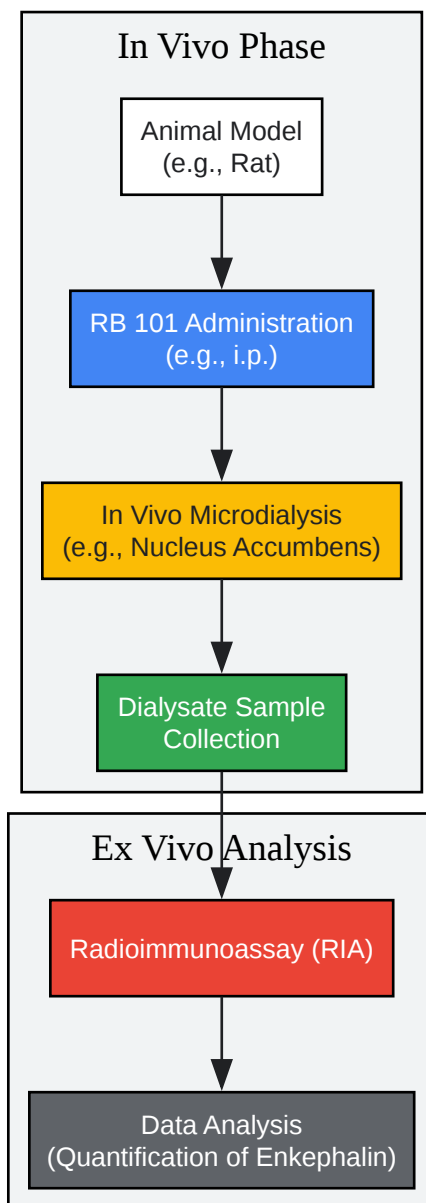 In Vivo Phase
Animal Model
(e.g., Rat)
RB 101 Administration
(e.g., i.p.)
In Vivo Microdialysis
(e.g., Nucleus Accumbens)
Dialysate Sample
Collection
Ex Vivo Analysis
Radioimmunoassay (RIA)
Data Analysis
(Quantification of Enkephalin)